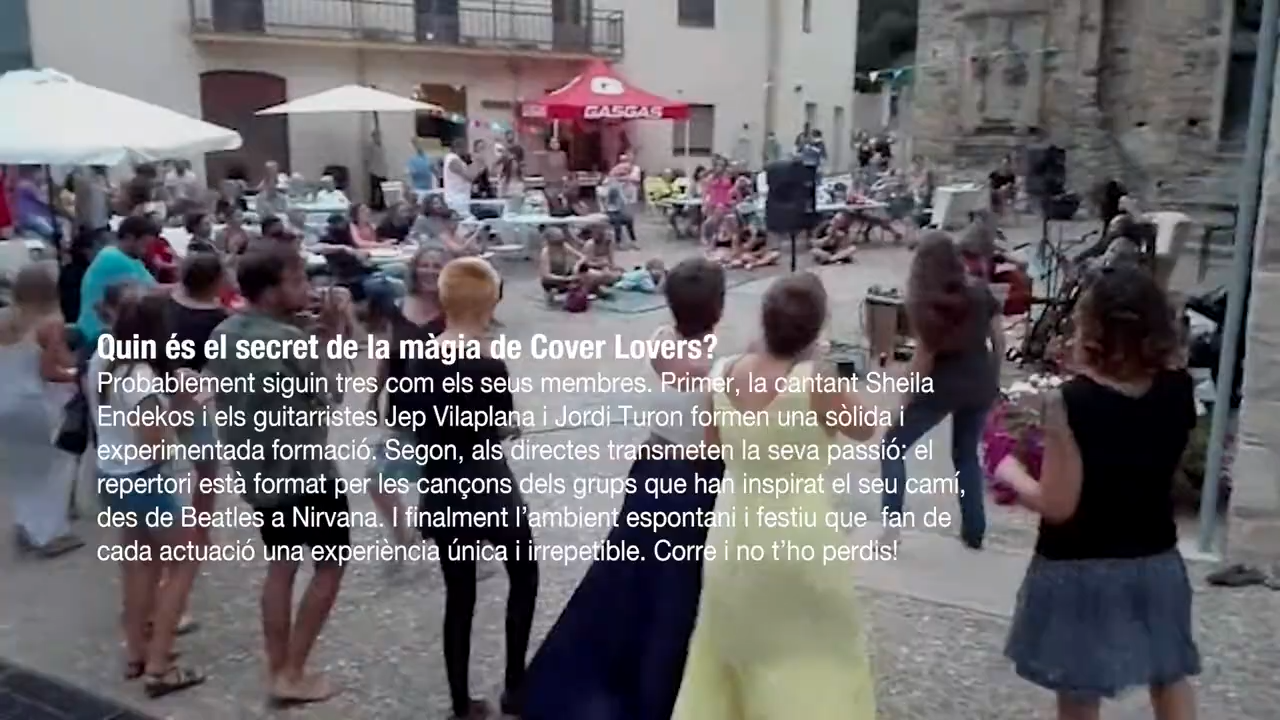 GASGAS
Quin és el secret de la màgia de Cover Lovers?
Probablement siguin tres com els seus membres. Primer, la cantant Sheila
Endekos i els guitarristes Jep Vilaplana i Jordi Turon formen una sòlida i
experimentada formació. Segon, als directes transmeten la seva passió: el
repertori està format per les cançons dels grups que han inspirat el seu camí,
des de Beatles a Nirvana. I finalment l’ambient espontani i festiu que  fan de
cada actuació una experiència única i irrepetible. Corre i no t’ho perdis!